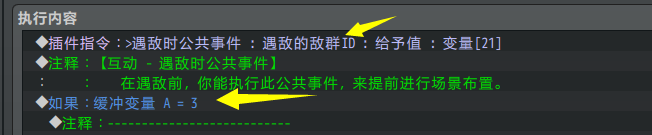 执行内容
◆插件指令：>遇敌时公共事件 : 遇敌的敌群ID : 给予值 : 变量[21]
◆注释：【互动 - 遇敌时公共事件】
：　　：　　在遇敌前，你能执行此公共事件，来提前进行场景布置。
◆如果：缓冲变量 A = 3
◆注释：---------------------------